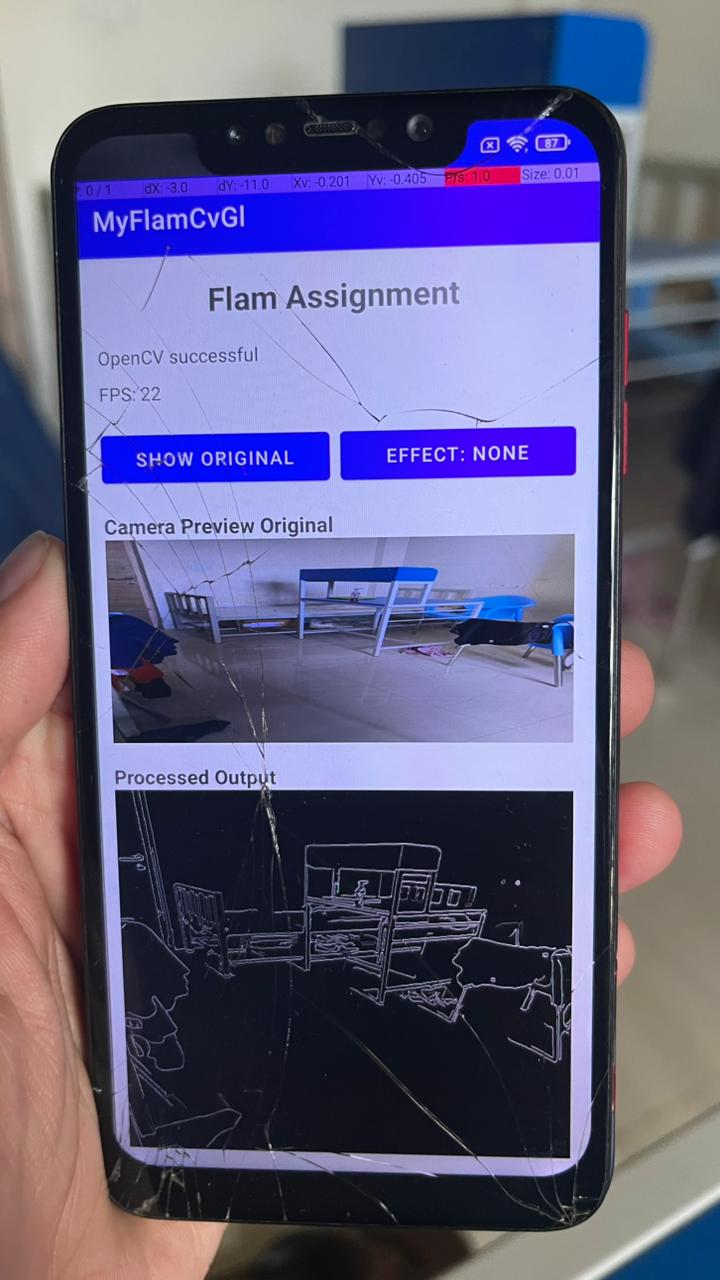 : 0 / 1 dX: -3.0 dY: -11.0 Xv: -0.201 Yv: -0.405 Prs: 1.0 Size: 0.01
87
MyFlamCvGl
Flam Assignment
OpenCV successful
FPS: 22
SHOW ORIGINAL EFFECT: NONE
Camera Preview Original
Processed Output